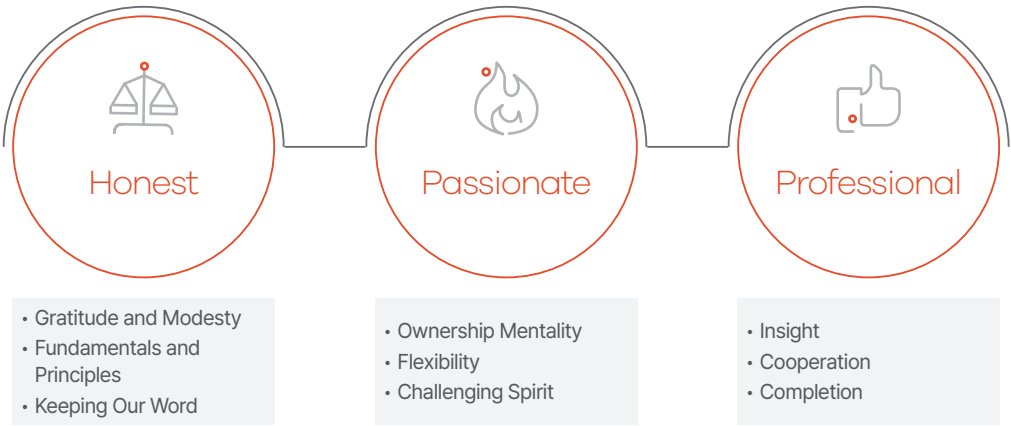 Honest
• Gratitude and Modesty
• Fundamentals and
Principles
• Keeping Our Word
Passionate
• Ownership Mentality
• Flexibility
• Challenging Spirit
Professional
• Insight
• Cooperation
• Completion